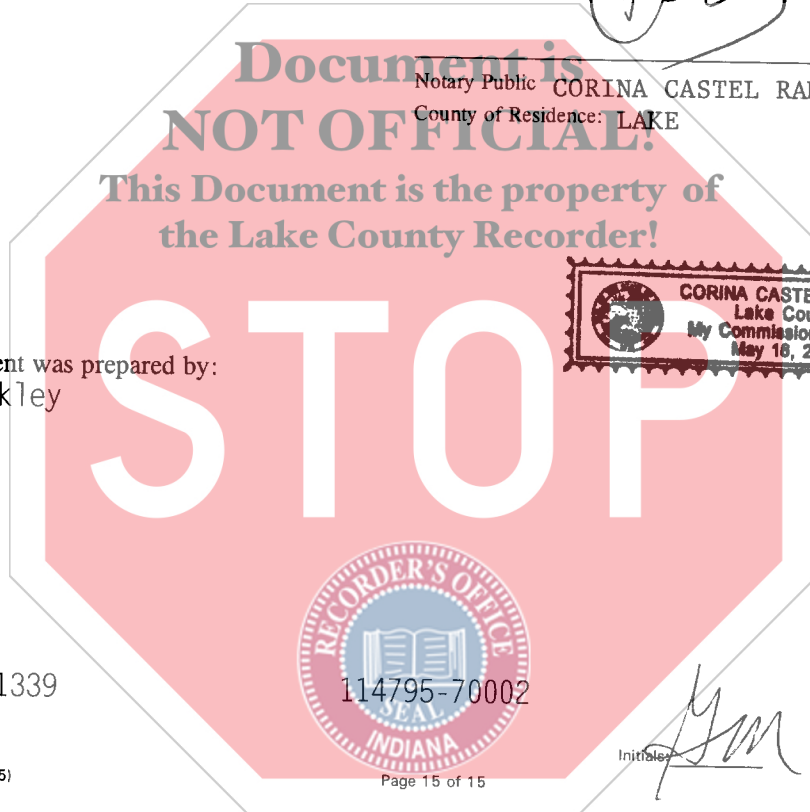 Document is
Notary Public CORINA CASTEL
NOT OFFICIAL!
County of Residence: LAKE
This Document is the property of
the Lake County Recorder!
CORINA CASTE
Lake Cou
My Commission
May 16, 2
ent was prepared by:
kley
STOP
RECORDER'S OFFICE
1339
114795-70002
SEAL
INDIANA
Initials:
5)
Page 15 of 15